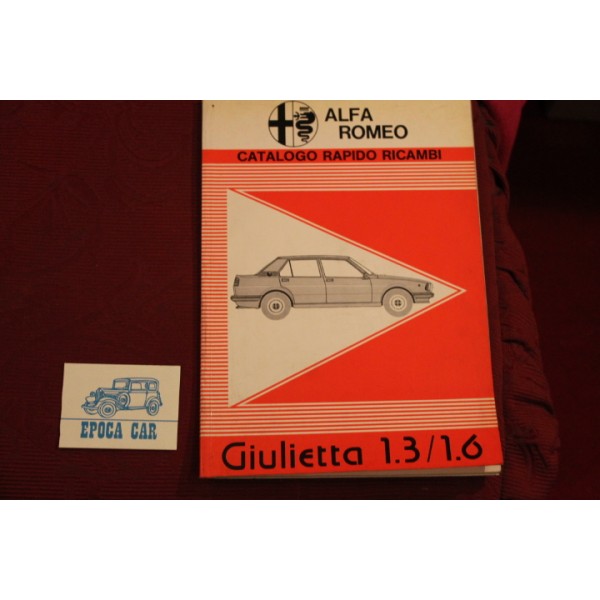 ALFA
ROMEO
CATALOGO RAPIDO RICAMBI
EPOCA CAR
Giulietta 1.3/1.6